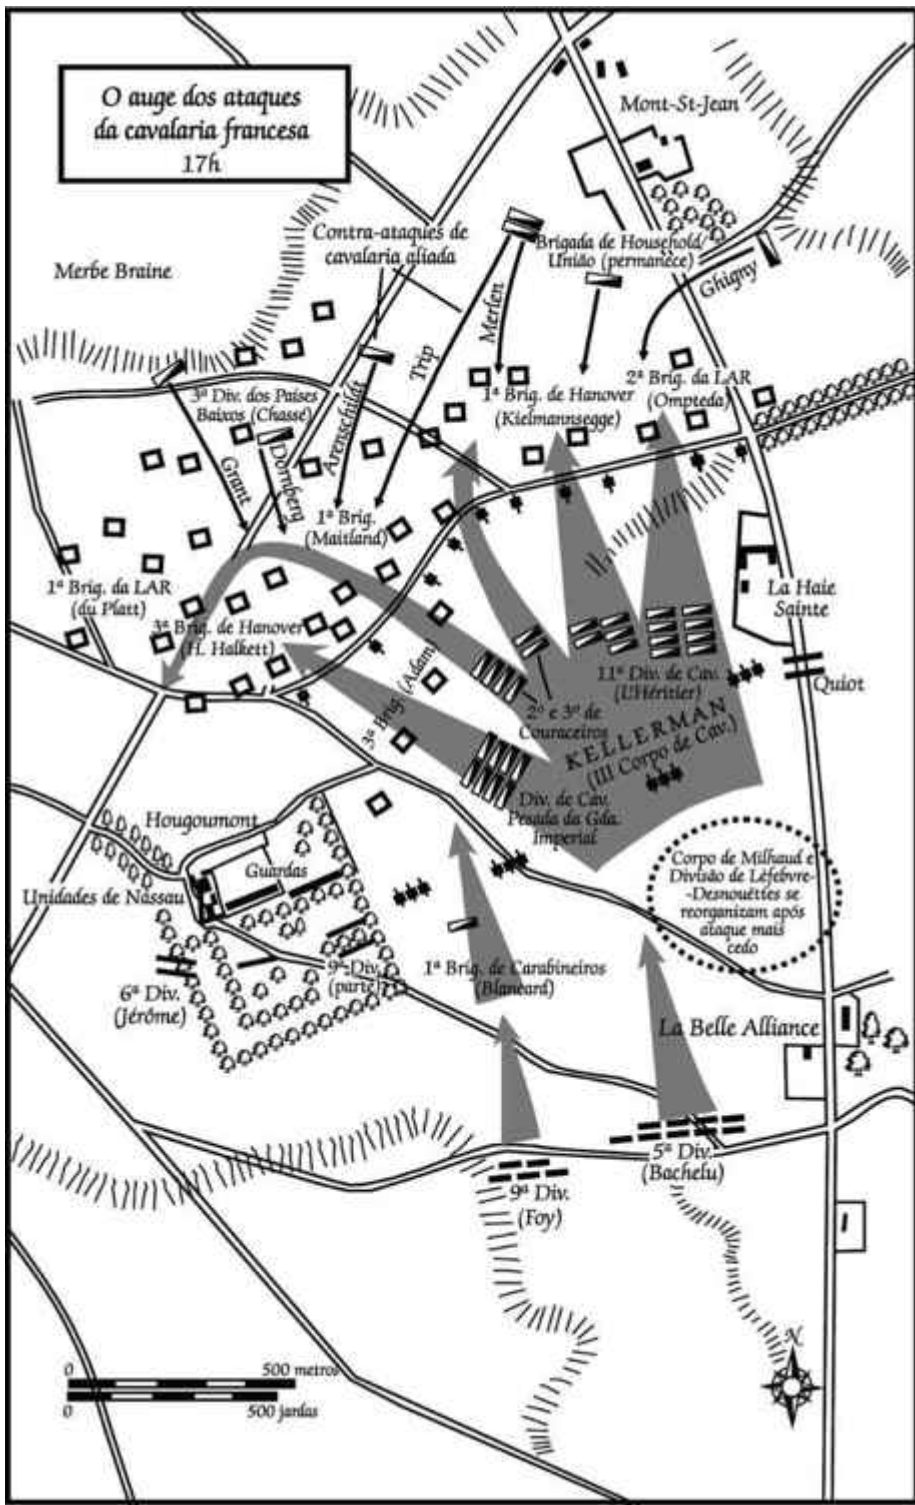 O auge dos ataques
da cavalaria francesa
17h
Mont-St-Jean
Contra-ataques de
cavalaria aliada
Brigada de Household/
União (permanece)
Merbe Braine
Ghigny
Merlen
Trip
3ª Div. dos Países
Baixos (Chassé)
Arenschildt
1ª Brig. de Hanover
(Kielmannsegge)
2ª Brig. da LAR
(Ompteda)
Grant
Dörnberg
1ª Brig.
(Maitland)
1ª Brig. da LAR
(du Platt)
La Haie
Sainte
3ª Brig. de Hanover
(H. Halkett)
3ª Brig. (Adam)
11ª Div. de Cav.
(L'Héritier)
Quiot
2º e 3º de
Couraceiros
KELLERMAN
(III Corpo de Cav.)
Div. de Cav.
Pesada da Gda.
Imperial
Hougoumont
Guardas
Unidades de Nassau
Corpo de Milhaud e
Divisão de Lefebvre-
-Desnouëttes se
reorganizam após
ataque mais
cedo
9ª Div.
(parte)
1ª Brig. de Carabineiros
(Blancard)
6ª Div.
(Jérôme)
La Belle Alliance
5ª Div.
(Bachelu)
9ª Div.
(Foy)
N
0 500 metros
0 500 jardas